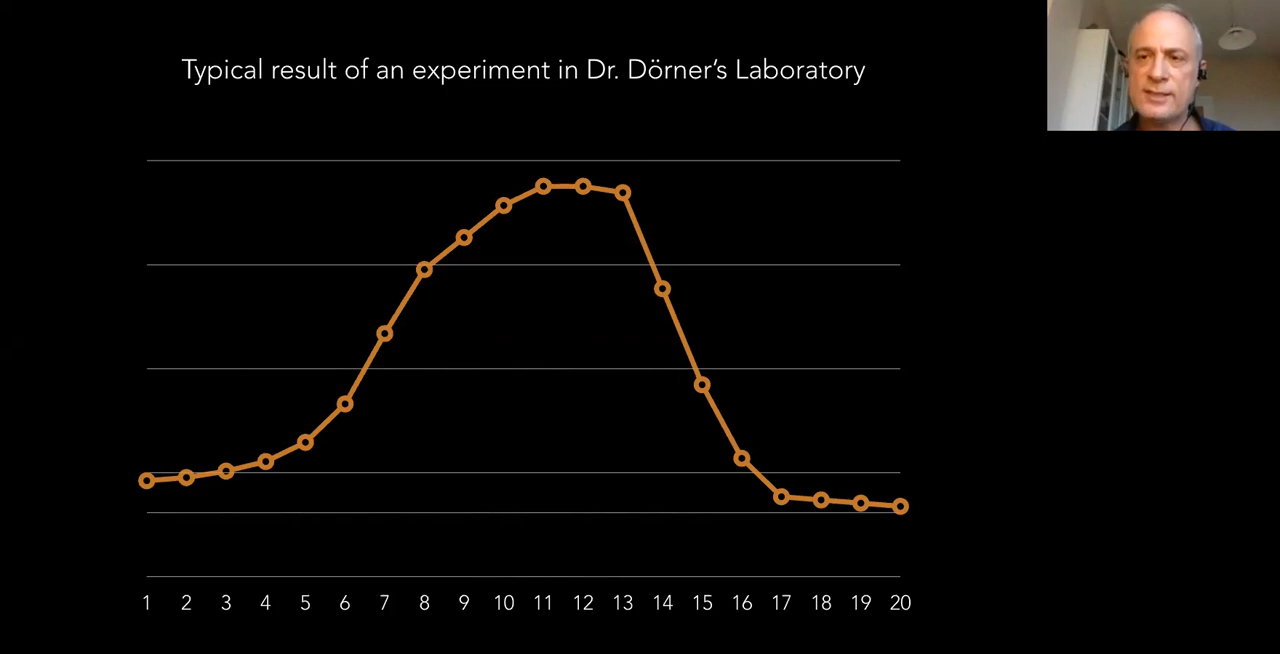 Typical result of an experiment in Dr. Dörner’s Laboratory
1 2 3 4 5 6 7 8 9 10 11 12 13 14 15 16 17 18 19 20